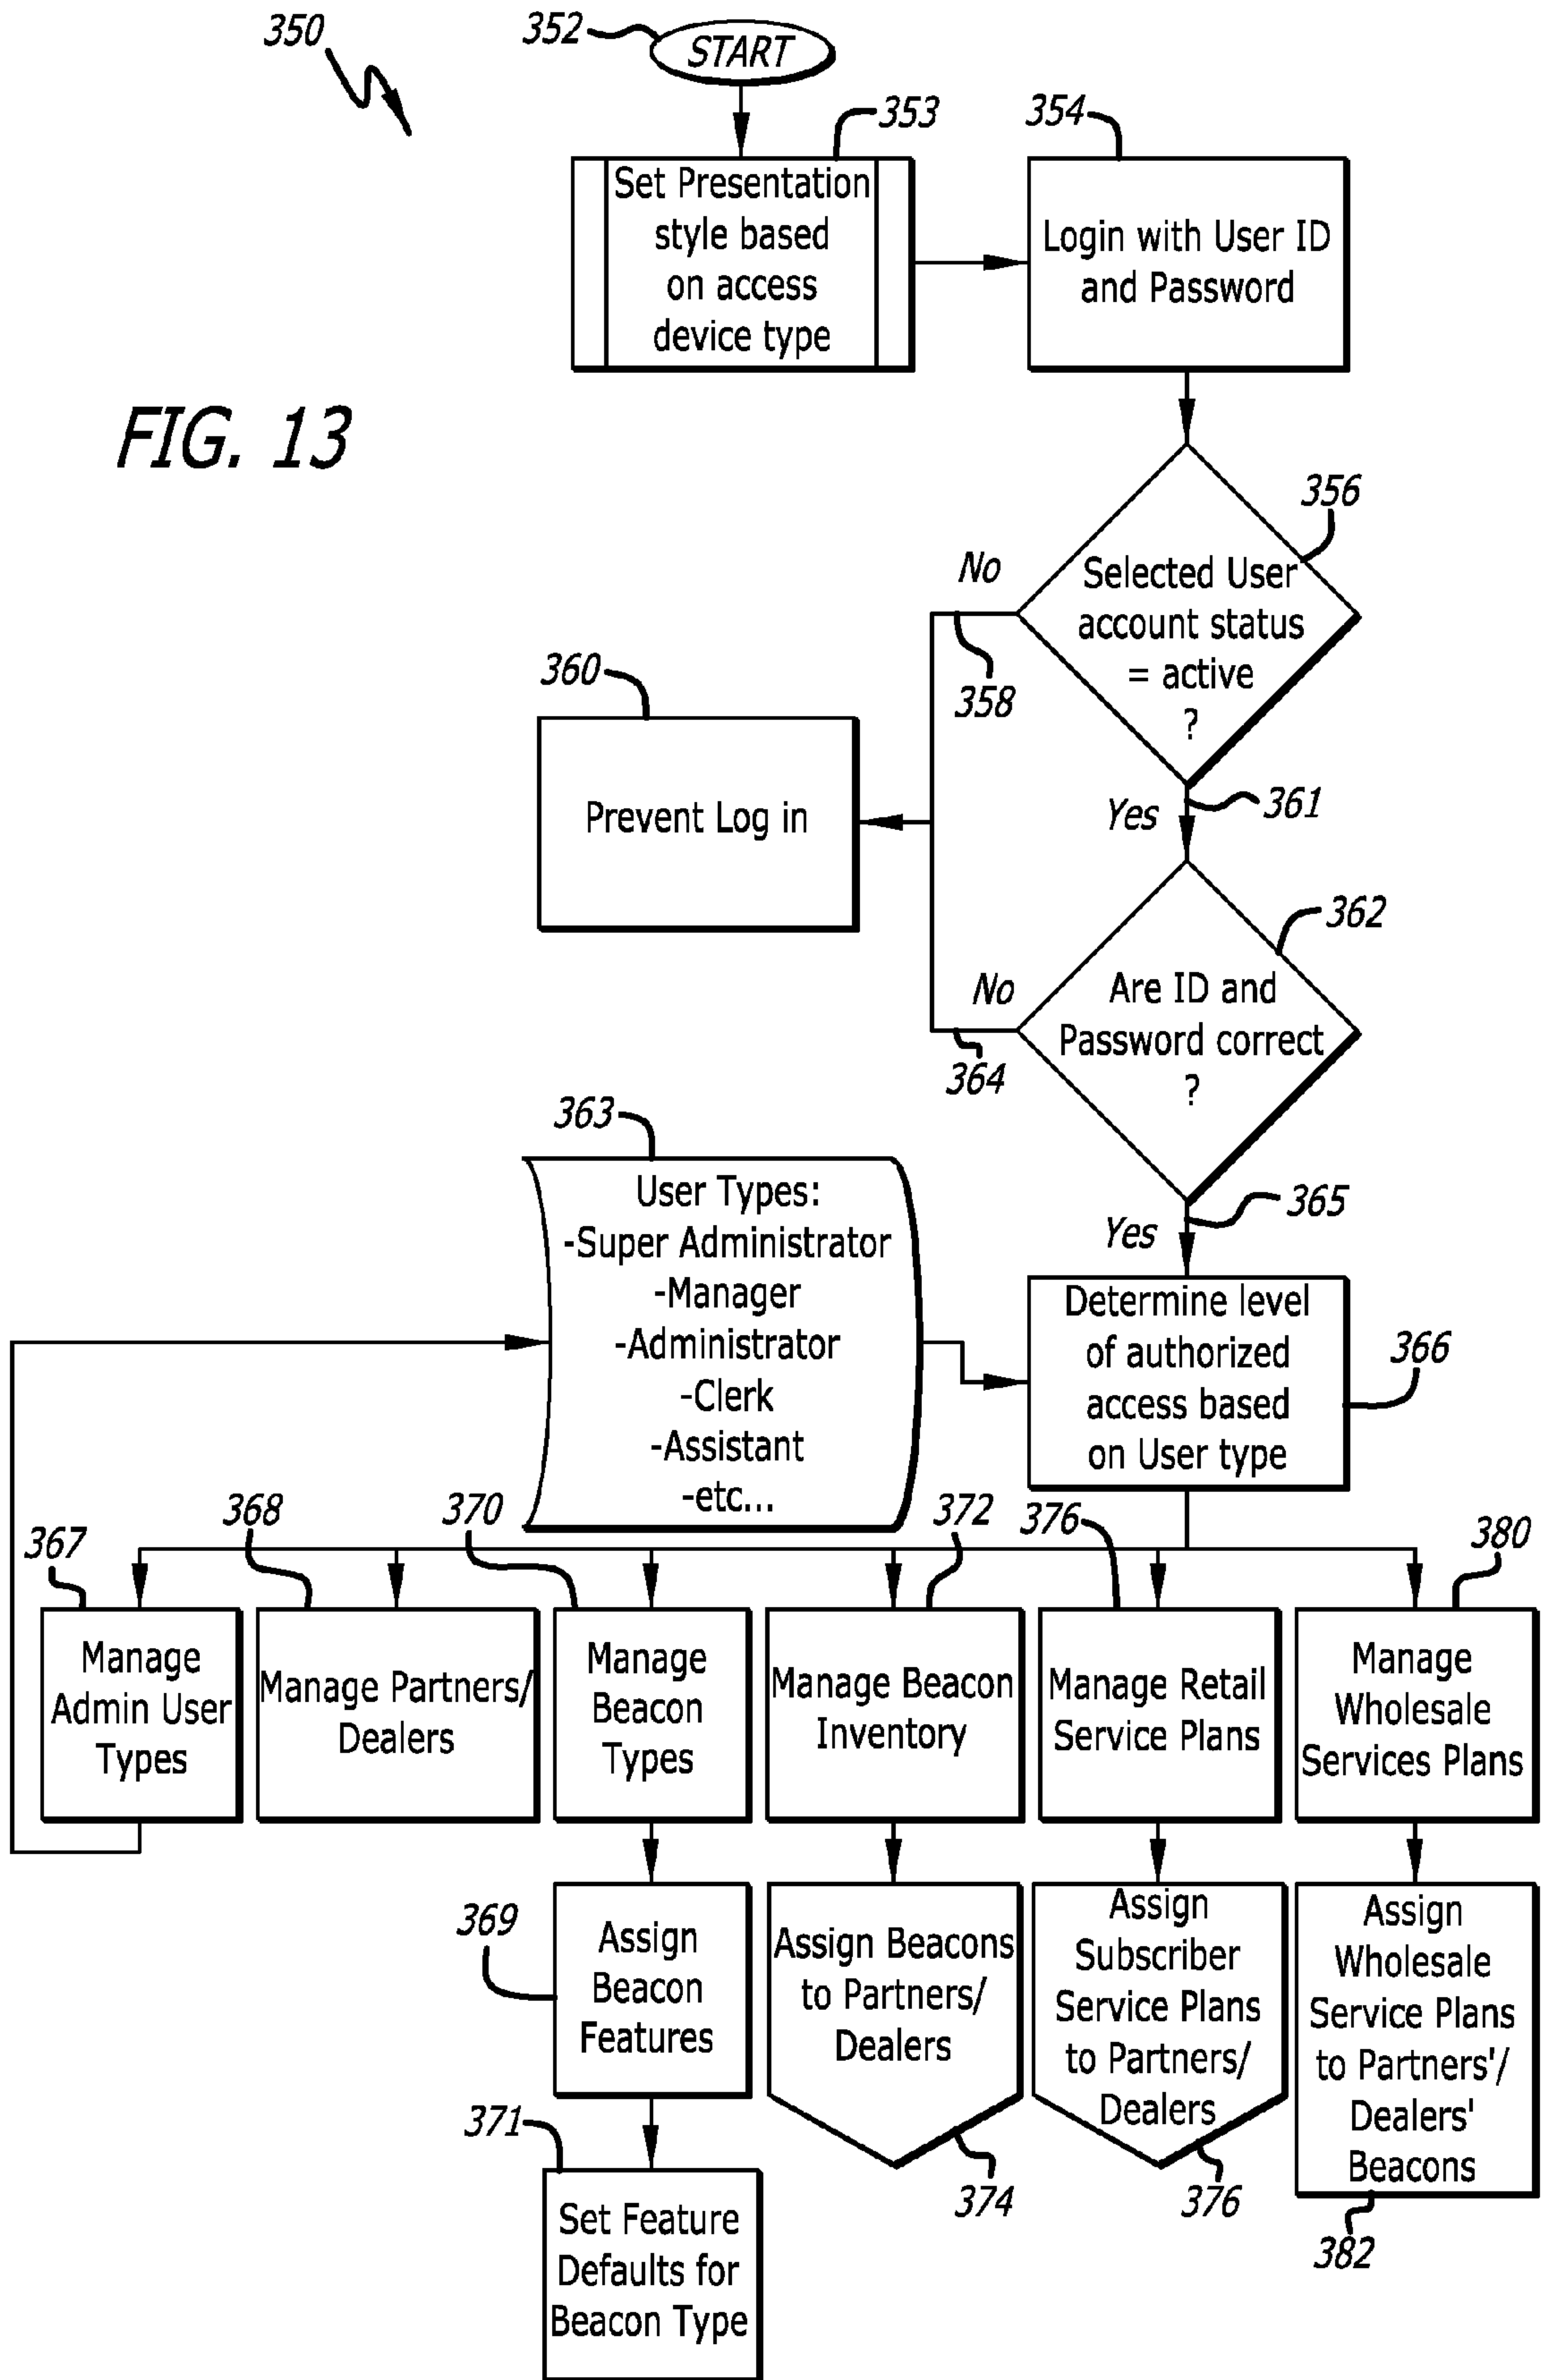 350
352
START
353
354
Set Presentation
style based
on access
device type
Login with User ID
and Password
FIG. 13
356
No
Selected User
account status
= active
?
358
360
Prevent Log in
Yes
361
362
No
Are ID and
Password correct
?
364
363
User Types:
-Super Administrator
-Manager
-Administrator
-Clerk
-Assistant
-etc...
365
Yes
Determine level
of authorized
access based
on User type
366
367
368
370
372
376
380
Manage
Admin User
Types
Manage Partners/
Dealers
Manage
Beacon
Types
Manage Beacon
Inventory
Manage Retail
Service Plans
Manage
Wholesale
Services Plans
369
Assign
Beacon
Features
Assign Beacons
to Partners/
Dealers
Assign
Subscriber
Service Plans
to Partners/
Dealers
Assign
Wholesale
Service Plans
to Partners'/
Dealers'
Beacons
371
374
376
382
Set Feature
Defaults for
Beacon Type